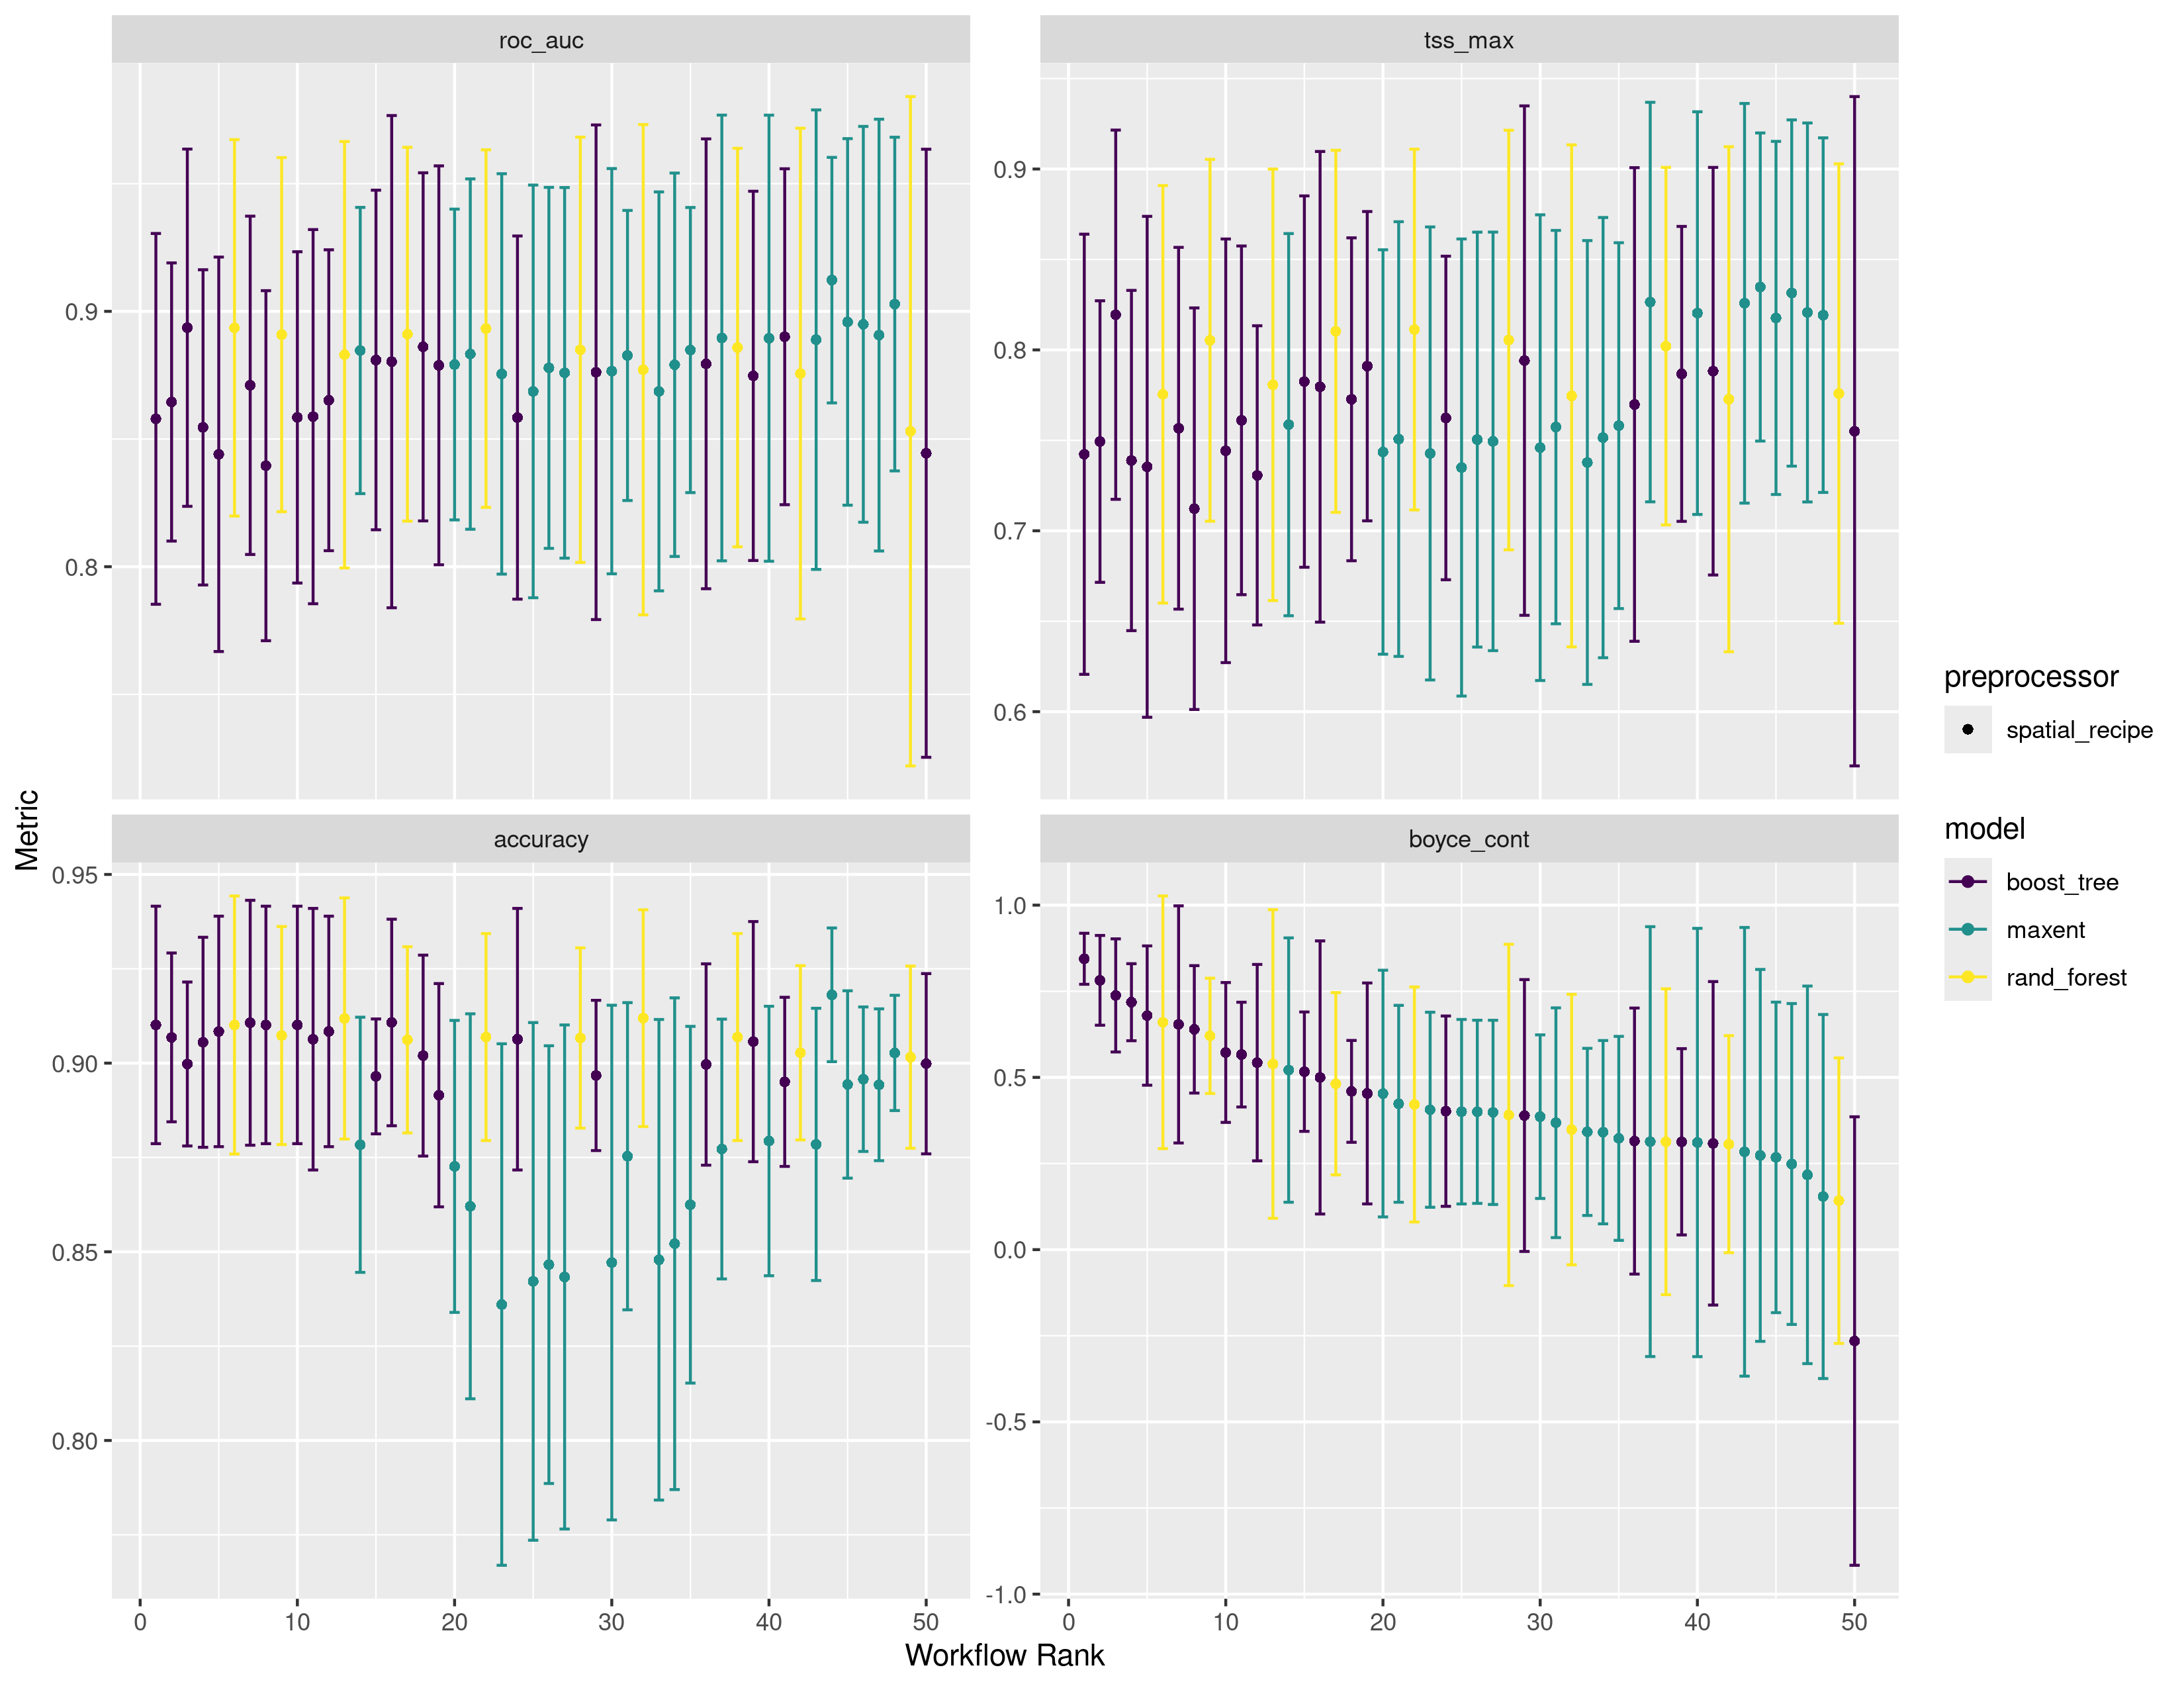 roc_auc
tss_max
0.9
0.8
0.9
0.8
0.7
0.6
accuracy
boyce_cont
0.95
0.90
0.85
0.80
1.0
0.5
0.0
-0.5
-1.0
0 10 20 30 40 50
0 10 20 30 40 50
Workflow Rank
Metric
preprocessor
spatial_recipe
model
boost_tree
maxent
rand_forest